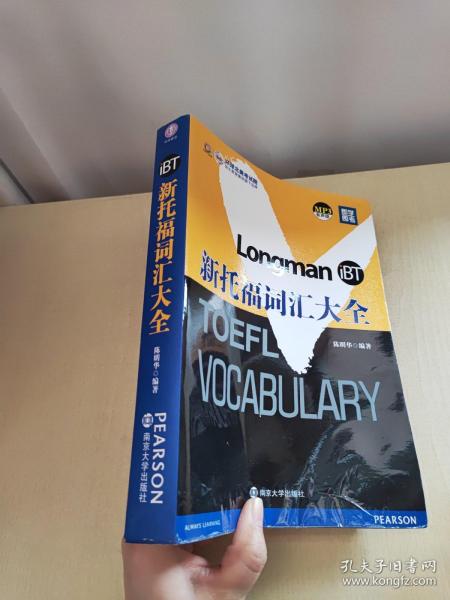 iBT
新托福词汇大全
陈明华◎编著
PEARSON
南京大学出版社
MP3
Longman iBT
新托福词汇大全
陈明华◎编著
TOEFL
VOCABULARY
南京大学出版社
ALWAYS LEARNING
PEARSON
孔夫子旧书网
www.kongfz.com